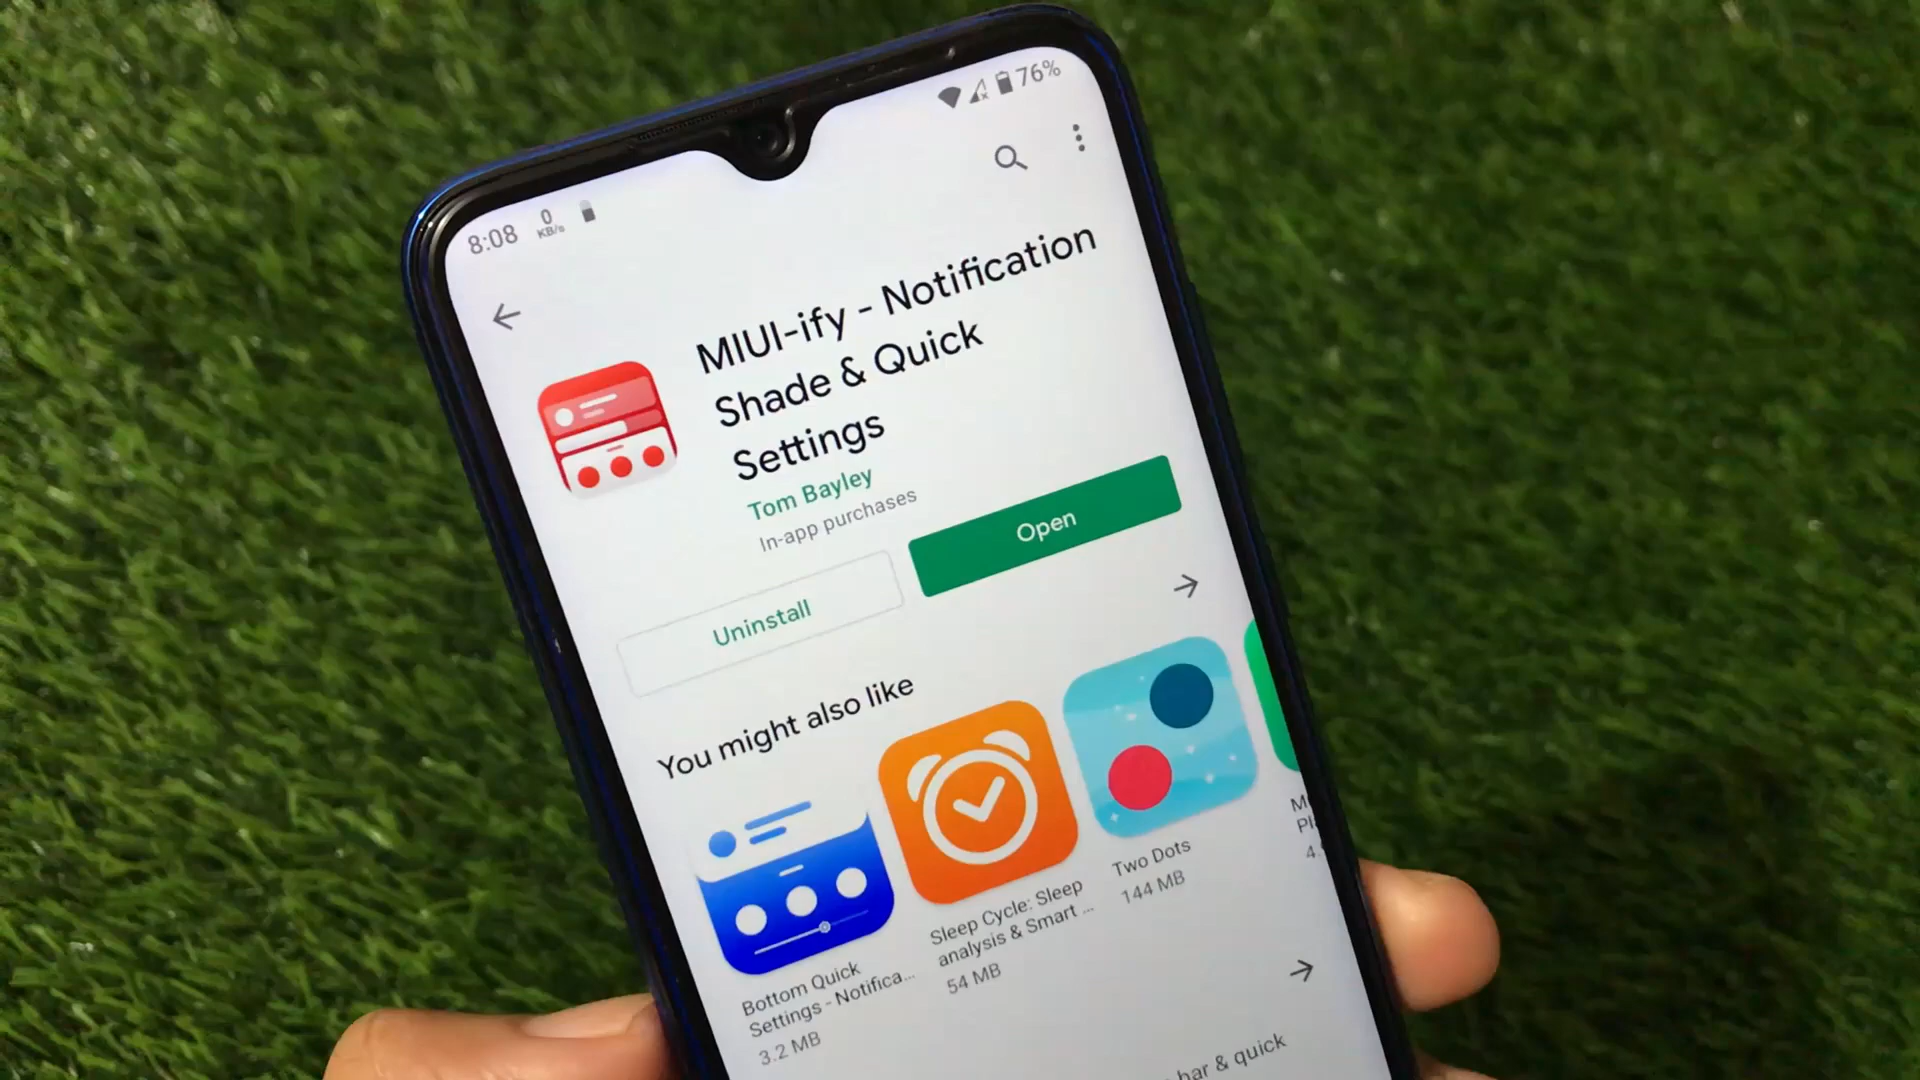 8:08
0
KB/s
76%
MIUI-ify - Notification
Shade & Quick
Settings
Tom Bayley
In-app purchases
Uninstall
Open
You might also like
Bottom Quick
Settings - Notifica...
3.2 MB
Sleep Cycle: Sleep
analysis & Smart ...
54 MB
Two Dots
144 MB
bar & quick